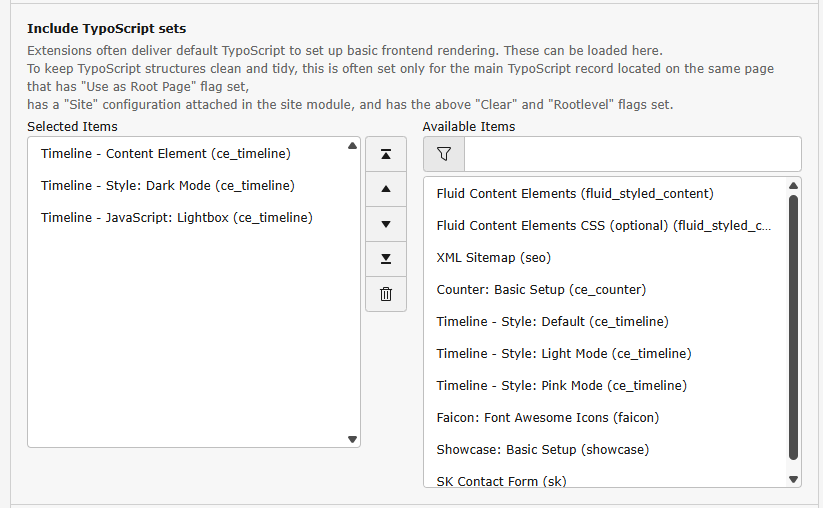 Include TypoScript sets
Extensions often deliver default TypoScript to set up basic frontend rendering. These can be loaded here.
To keep TypoScript structures clean and tidy, this is often set only for the main TypoScript record located on the same page
that has "Use as Root Page" flag set,
has a "Site" configuration attached in the site module, and has the above "Clear" and "Rootlevel" flags set.
Selected Items
Timeline - Content Element (ce_timeline)
Timeline - Style: Dark Mode (ce_timeline)
Timeline - JavaScript: Lightbox (ce_timeline)
Available Items
Fluid Content Elements (fluid_styled_content)
Fluid Content Elements CSS (optional) (fluid_styled_c...
XML Sitemap (seo)
Counter: Basic Setup (ce_counter)
Timeline - Style: Default (ce_timeline)
Timeline - Style: Light Mode (ce_timeline)
Timeline - Style: Pink Mode (ce_timeline)
Faicon: Font Awesome Icons (faicon)
Showcase: Basic Setup (showcase)
SK Contact Form (sk)